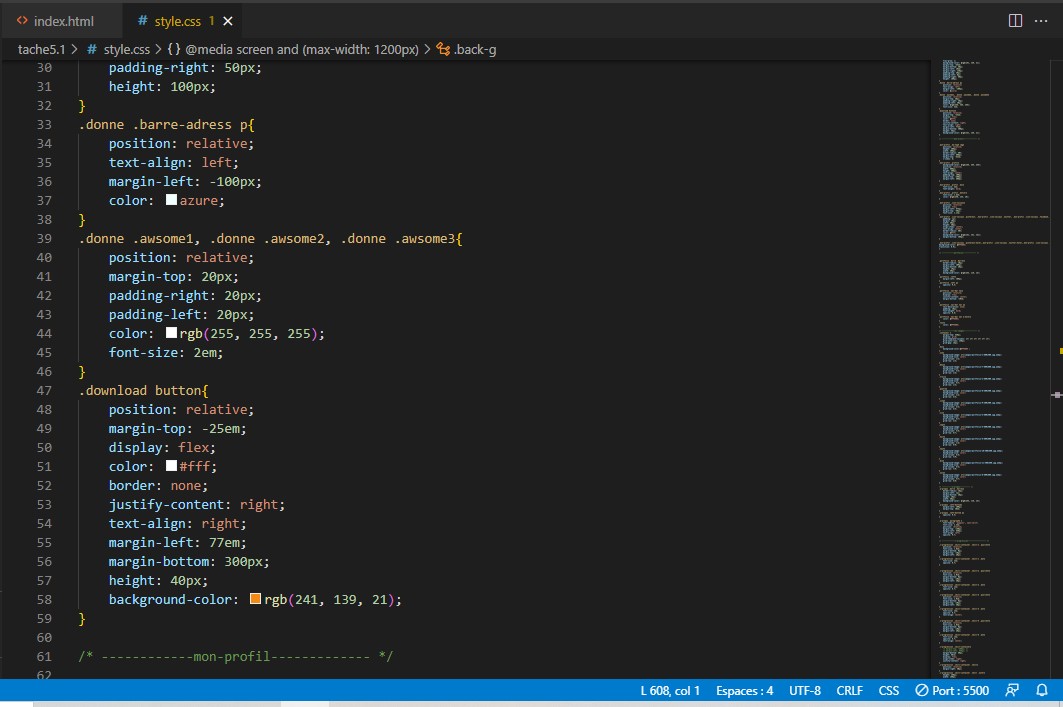 index.html
# style.css 1
tache5.1 > # style.css > {} @media screen and (max-width: 1200px) > .back-g
30 padding-right: 50px;
31 height: 100px;
32 }
33 .donne .barre-adress p{
34 position: relative;
35 text-align: left;
36 margin-left: -100px;
37 color: azure;
38 }
39 .donne .awsome1, .donne .awsome2, .donne .awsome3{
40 position: relative;
41 margin-top: 20px;
42 padding-right: 20px;
43 padding-left: 20px;
44 color: rgb(255, 255, 255);
45 font-size: 2em;
46 }
47 .download button{
48 position: relative;
49 margin-top: -25em;
50 display: flex;
51 color: #fff;
52 border: none;
53 justify-content: right;
54 text-align: right;
55 margin-left: 77em;
56 margin-bottom: 300px;
57 height: 40px;
58 background-color: rgb(241, 139, 21);
59 }
60
61 /* ------------mon-profil------------- */
62
L 608, col 1 Espaces : 4 UTF-8 CRLF CSS Port : 5500